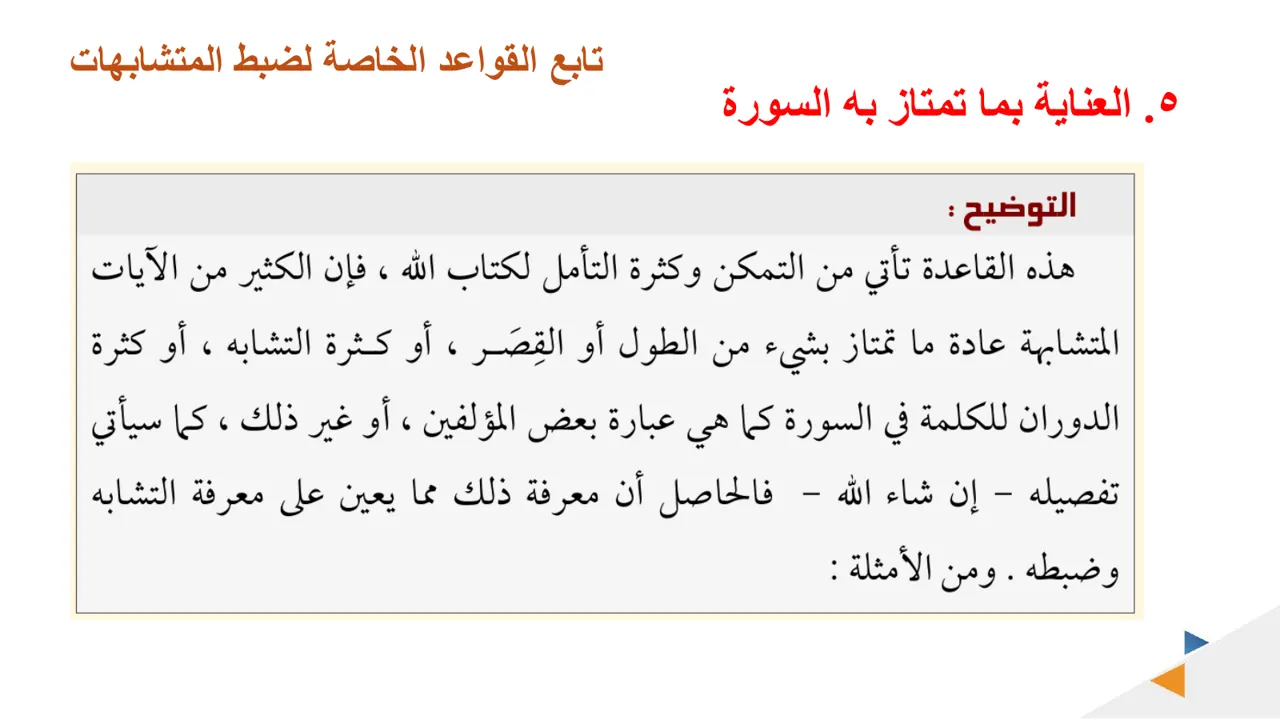 تابع القواعد الخاصة لضبط المتشابهات
٥. العناية بما تمتاز به السورة
التوضيح :
هذه القاعدة تأتي من التمكن وكثرة التأمل لكتاب الله ، فإن الكثير من الآيات
المتشابهة عادة ما تمتاز بشيء من الطول أو القِصَــر ، أو كــثرة التشابه ، أو كثرة
الدوران للكلمة في السورة كما هي عبارة بعض المؤلفين ، أو غير ذلك ، كما سيأتي
تفصيله – إن شاء الله – فالحاصل أن معرفة ذلك مما يعين على معرفة التشابه
وضبطه . ومن الأمثلة :